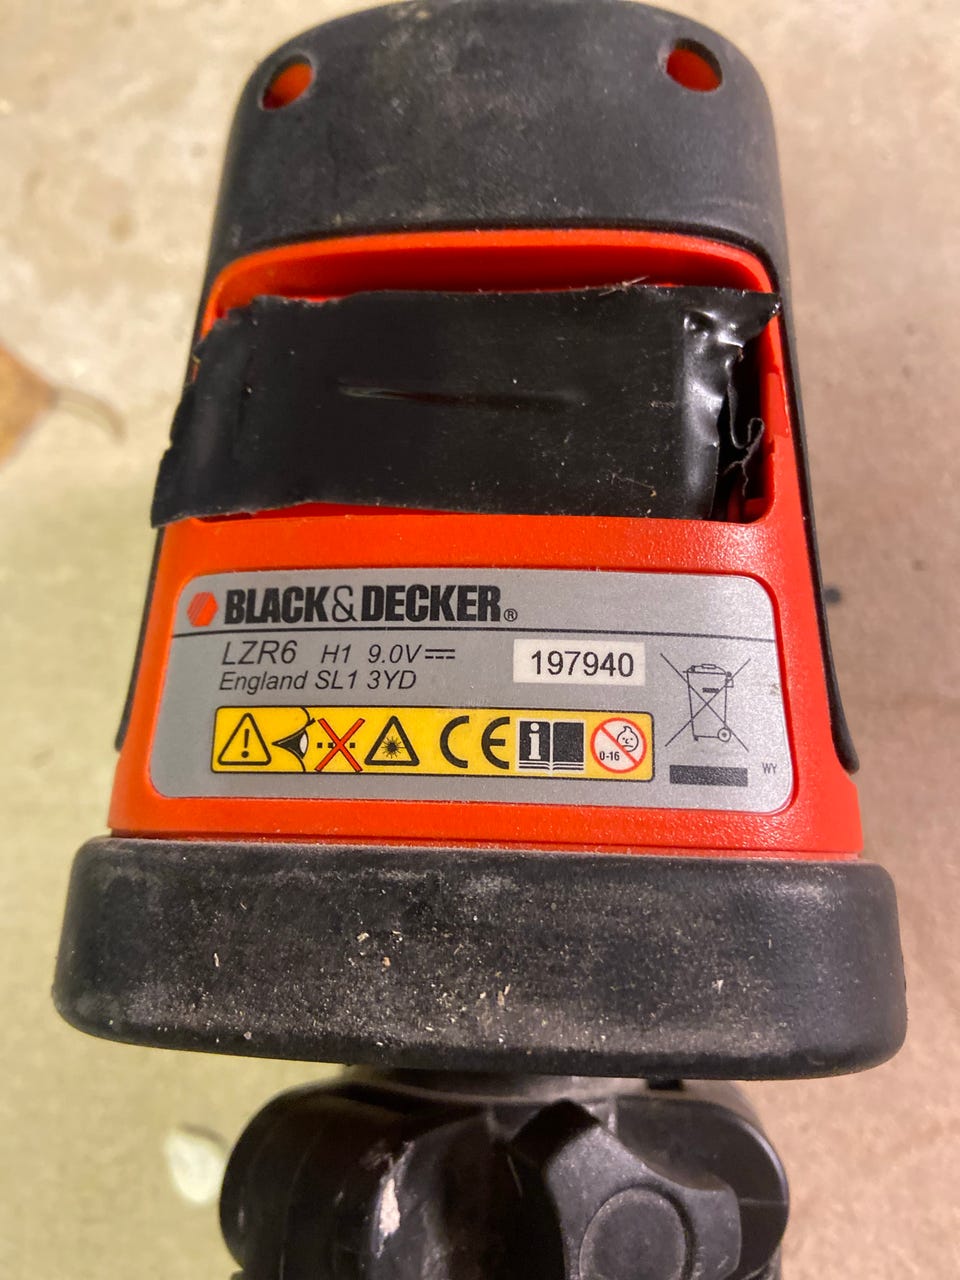 BLACK&DECKER®
LZR6 H1 9.0V⎓ 197940
England SL1 3YD
i
0-16
CE
WY